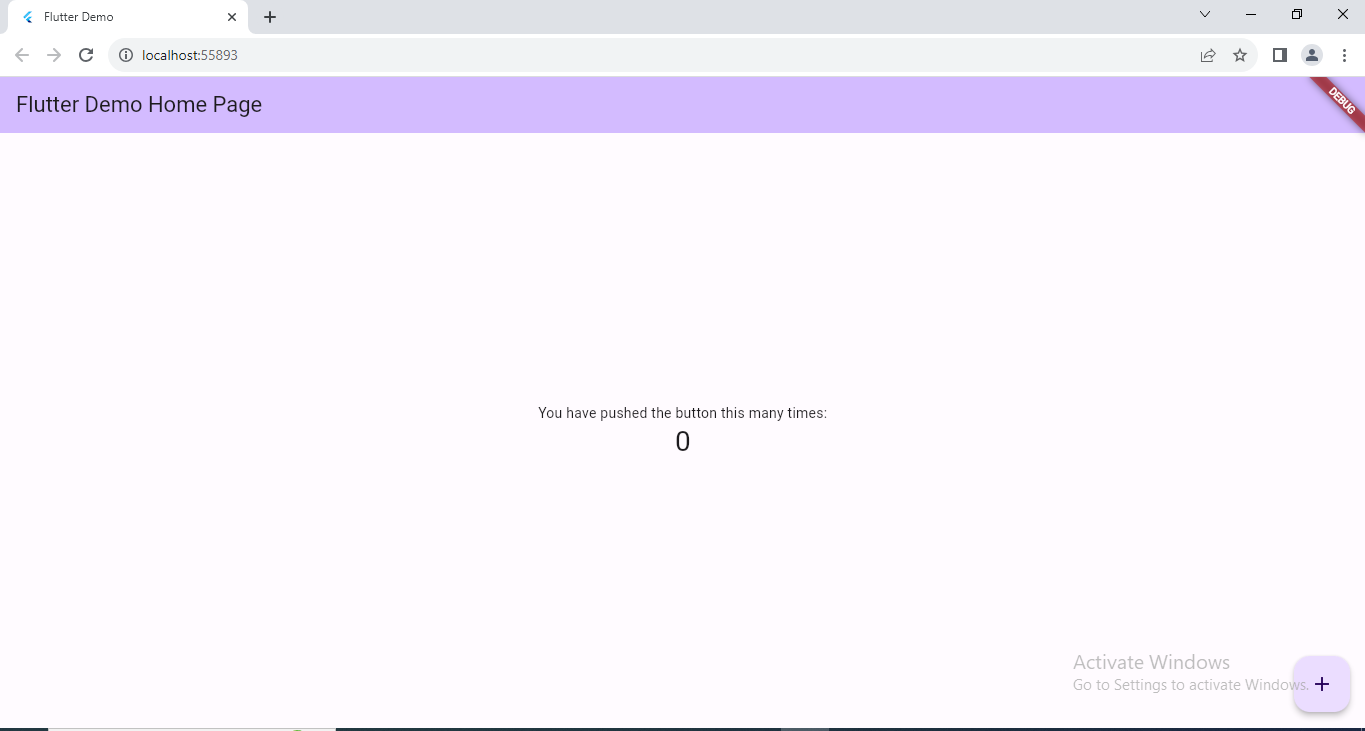 Flutter Demo
localhost:55893
Flutter Demo Home Page
DEBUG
You have pushed the button this many times:
0
Activate Windows
Go to Settings to activate Windows.